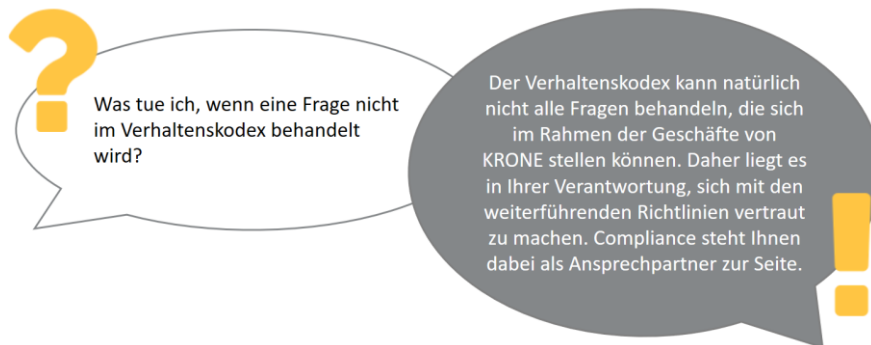 ?
Was tue ich, wenn eine Frage nicht
im Verhaltenskodex behandelt
wird?
Der Verhaltenskodex kann natürlich
nicht alle Fragen behandeln, die sich
im Rahmen der Geschäfte von
KRONE stellen können. Daher liegt es
in Ihrer Verantwortung, sich mit den
weiterführenden Richtlinien vertraut
zu machen. Compliance steht Ihnen
dabei als Ansprechpartner zur Seite.
!